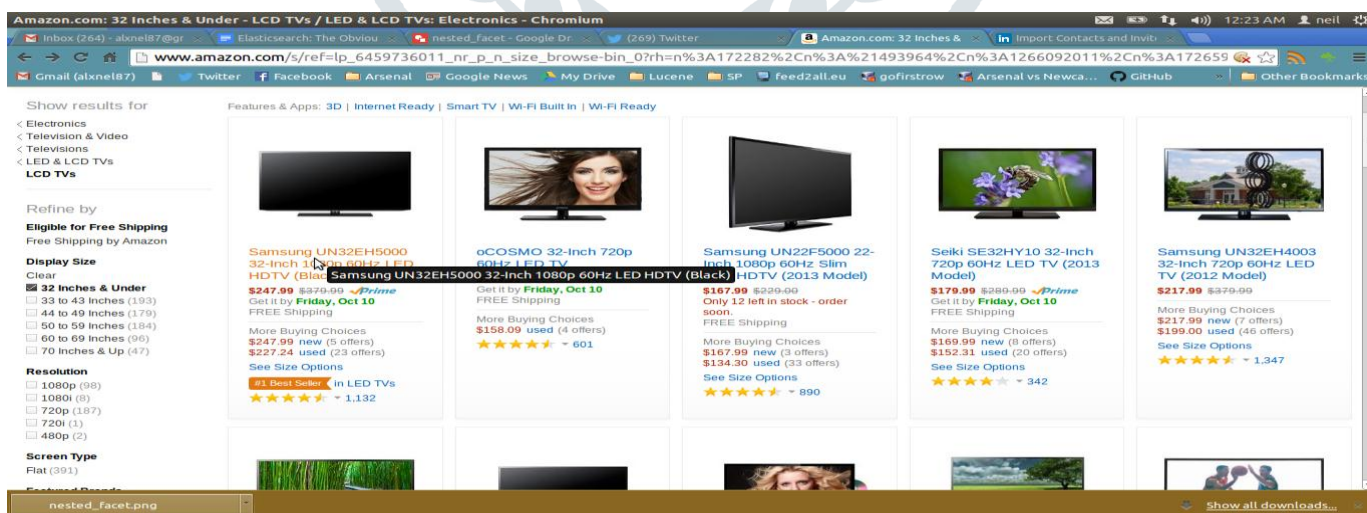 Amazon.com: 32 Inches & Under - LCD TVs / LED & LCD TVs: Electronics - Chromium
12:23 AM neil
Inbox (264) - alxnel87@gr
Elasticsearch: The Obviou
nested_facet - Google Dr
(269) Twitter
Amazon.com: 32 Inches &
Import Contacts and Invit
www.amazon.com/s/ref=lp_6459736011_nr_p_n_size_browse-bin_0?rh=n%3A172282%2Cn%3A%21493964%2Cn%3A1266092011%2Cn%3A172659
Gmail (alxnel87)
Twitter
Facebook
Arsenal
Google News
My Drive
Lucene
SP
feed2all.eu
gofirstrow
Arsenal vs Newca...
GitHub
»
Other Bookmarks
Show results for
< Electronics
< Television & Video
< Televisions
< LED & LCD TVs
LCD TVs
Refine by
Eligible for Free Shipping
Free Shipping by Amazon
Display Size
Clear
32 Inches & Under
33 to 43 Inches (193)
44 to 49 Inches (179)
50 to 59 Inches (184)
60 to 69 Inches (96)
70 Inches & Up (47)
Resolution
1080p (98)
1080i (8)
720p (187)
720i (1)
480p (2)
Screen Type
Flat (391)
Features & Apps: 3D | Internet Ready | Smart TV | Wi-Fi Built In | Wi-Fi Ready
Samsung UN32EH5000
32-Inch 1080p 60Hz LED
HDTV (Blac
Samsung UN32EH5000 32-Inch 1080p 60Hz LED HDTV (Black)
$247.99 $379.99 Prime
Get it by Friday, Oct 10
FREE Shipping
More Buying Choices
$247.99 new (5 offers)
$227.24 used (23 offers)
See Size Options
#1 Best Seller in LED TVs
1,132
oCOSMO 32-Inch 720p
60Hz LED TV
Get it by Friday, Oct 10
FREE Shipping
More Buying Choices
$158.09 used (4 offers)
601
Samsung UN22F5000 22-
Inch 1080p 60Hz Slim
HDTV (2013 Model)
$167.99 $229.00
Only 12 left in stock - order
soon.
FREE Shipping
More Buying Choices
$167.99 new (3 offers)
$134.30 used (33 offers)
See Size Options
890
Seiki SE32HY10 32-Inch
720p 60Hz LED TV (2013
Model)
$179.99 $289.99 Prime
Get it by Friday, Oct 10
FREE Shipping
More Buying Choices
$169.99 new (8 offers)
$152.31 used (20 offers)
See Size Options
342
Samsung UN32EH4003
32-Inch 720p 60Hz LED
TV (2012 Model)
$217.99 $379.99
More Buying Choices
$217.99 new (7 offers)
$199.00 used (46 offers)
See Size Options
1,347
nested_facet.png
Show all downloads...